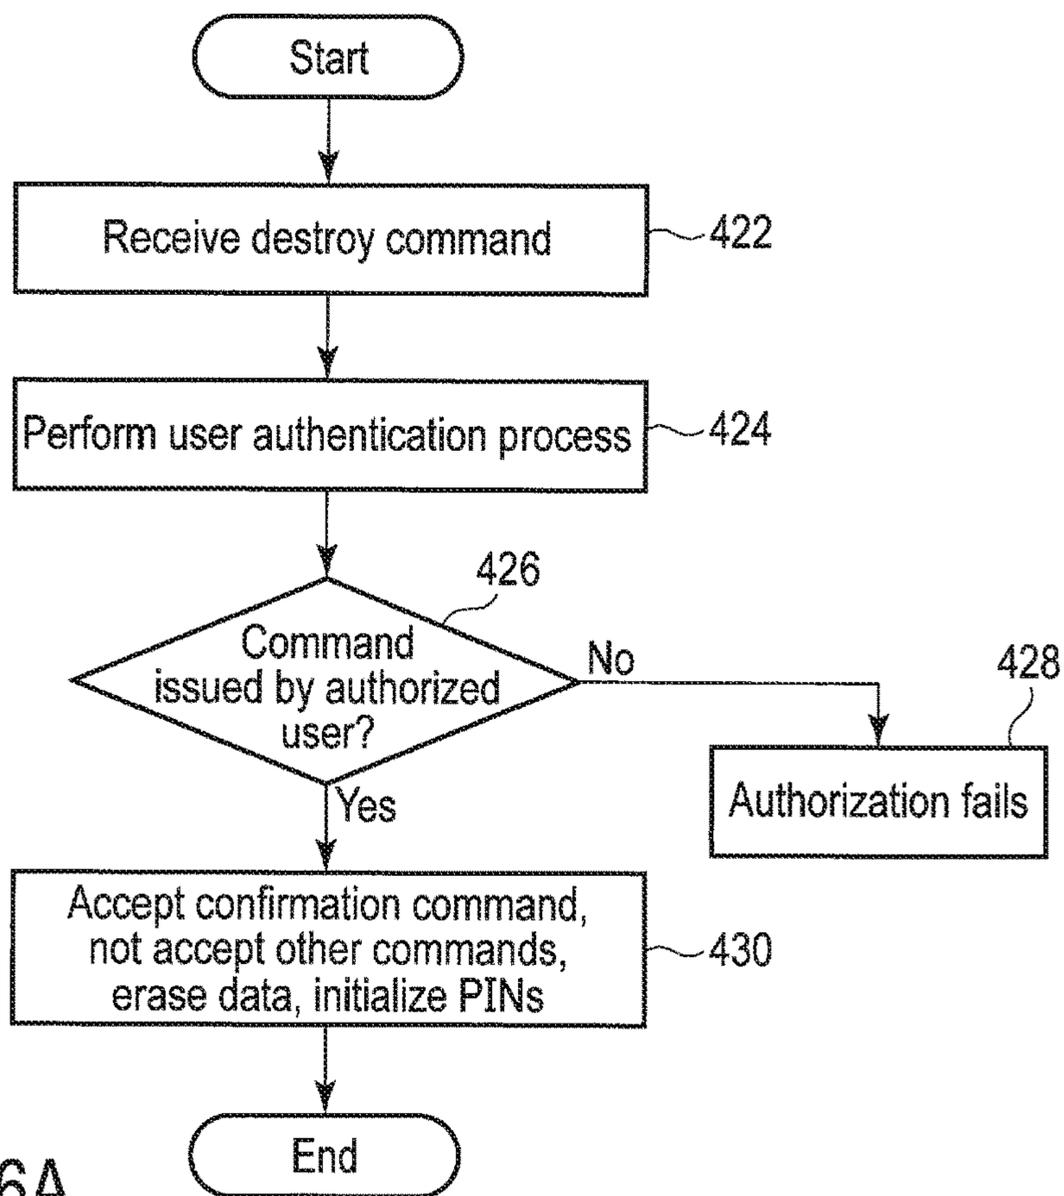 Start
Receive destroy command
422
Perform user authentication process
424
426
Command
issued by authorized
user?
No
428
Authorization fails
Yes
Accept confirmation command,
not accept other commands,
erase data, initialize PINs
430
End
6A